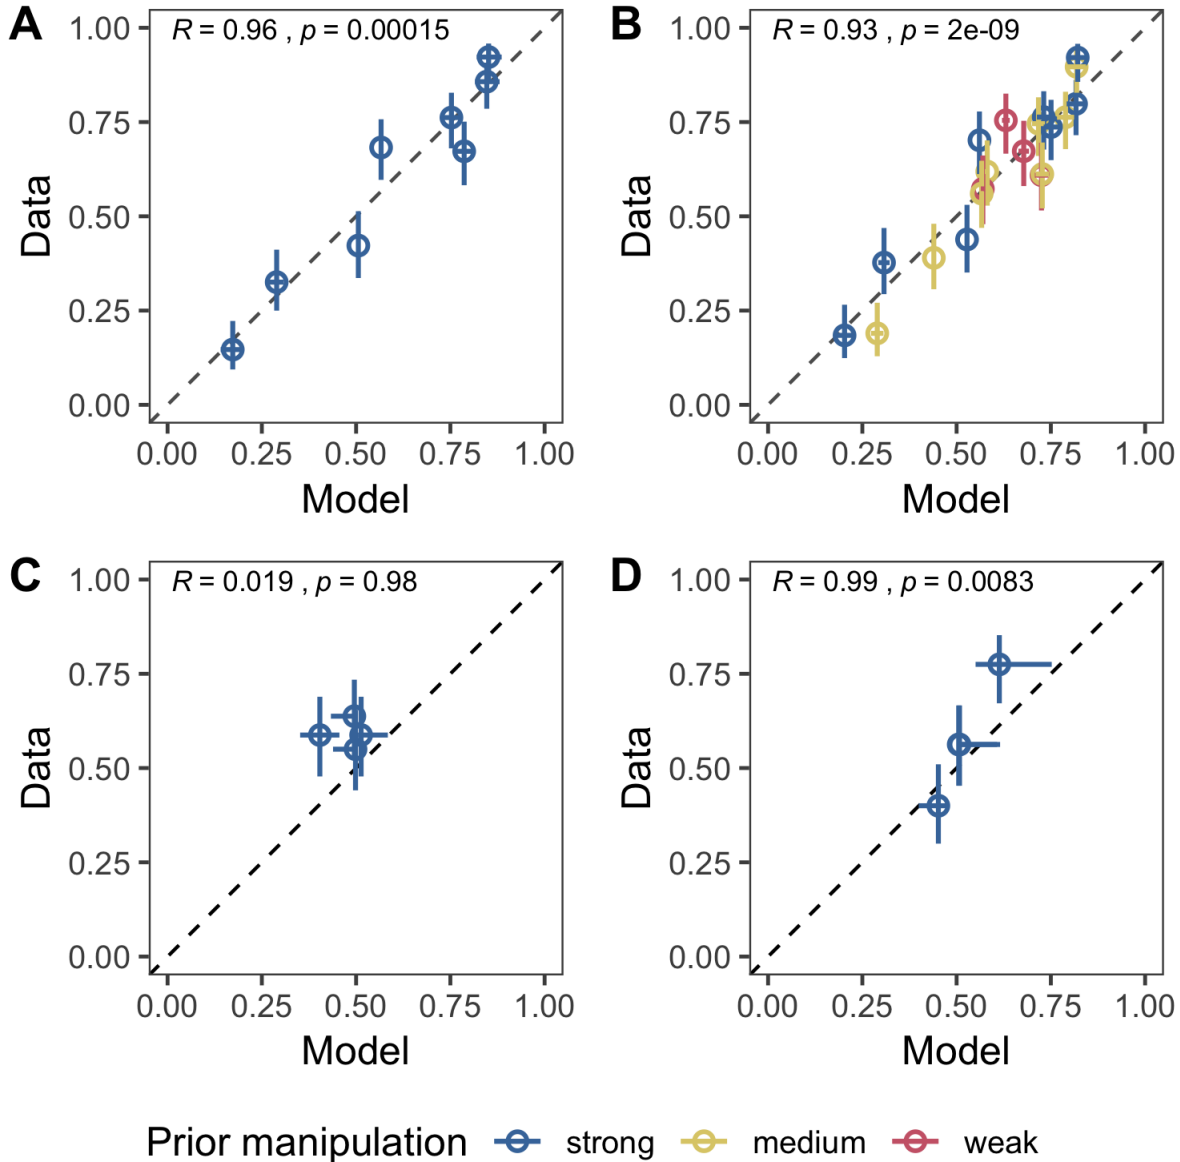 A
R = 0.96 , p = 0.00015
1.00
0.75
0.50
0.25
0.00
Data
0.00 0.25 0.50 0.75 1.00
Model
B
R = 0.93 , p = 2e-09
1.00
0.75
0.50
0.25
0.00
Data
0.00 0.25 0.50 0.75 1.00
Model
C
R = 0.019 , p = 0.98
1.00
0.75
0.50
0.25
0.00
Data
0.00 0.25 0.50 0.75 1.00
Model
D
R = 0.99 , p = 0.0083
1.00
0.75
0.50
0.25
0.00
Data
0.00 0.25 0.50 0.75 1.00
Model
Prior manipulation strong medium weak